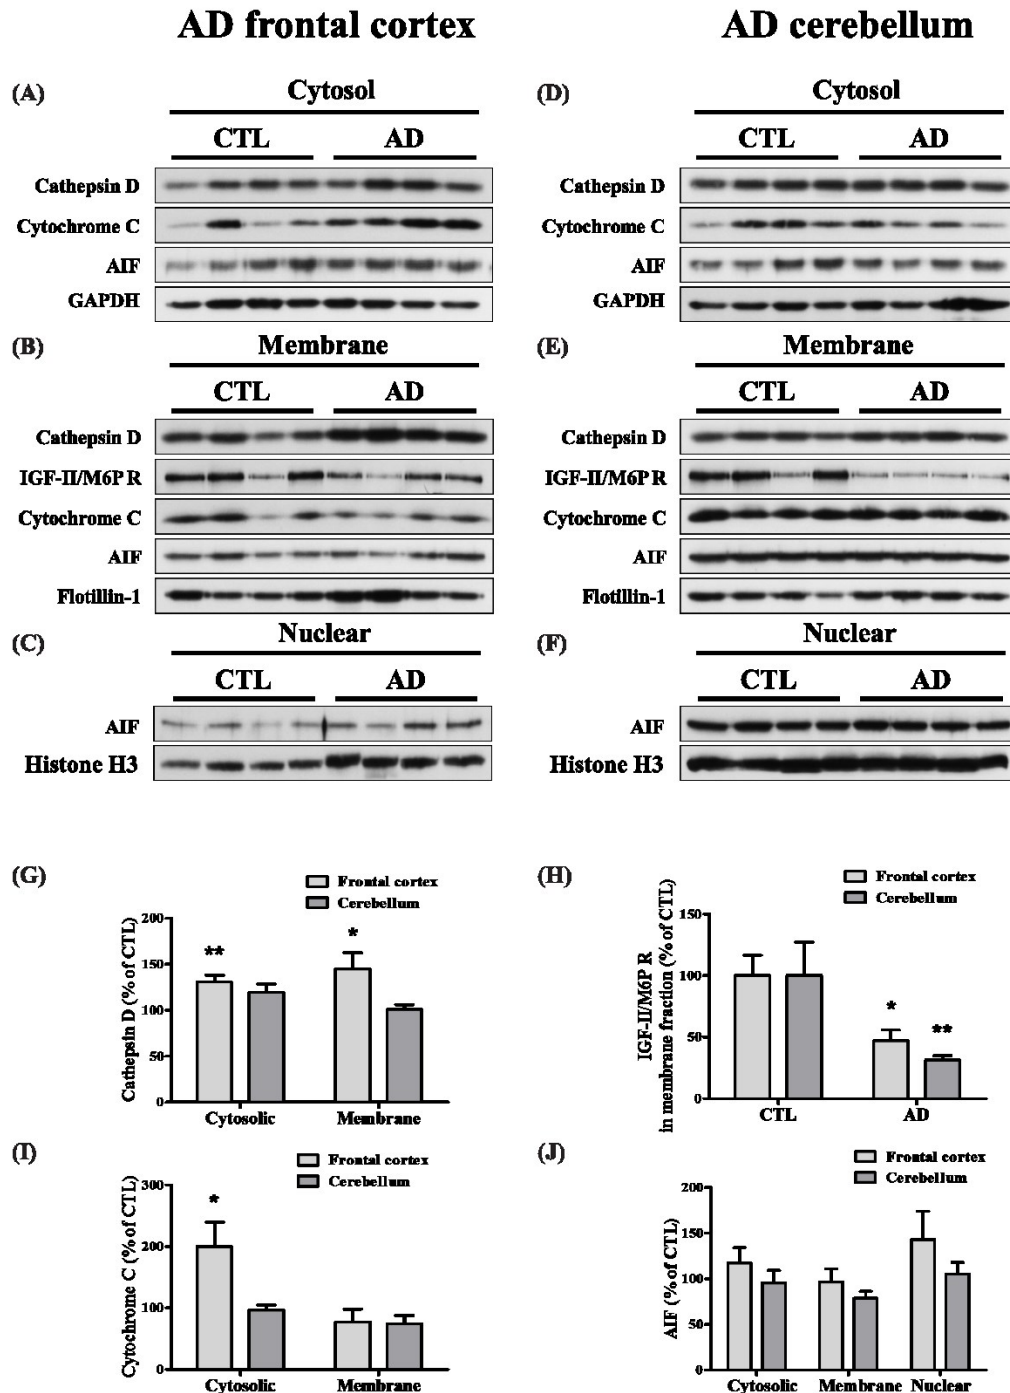 AD frontal cortex
AD cerebellum
(A)
Cytosol
CTL AD
Cathepsin D
Cytochrome C
AIF
GAPDH
(D)
Cytosol
CTL AD
Cathepsin D
Cytochrome C
AIF
GAPDH
(B)
Membrane
CTL AD
Cathepsin D
IGF-II/M6P R
Cytochrome C
AIF
Flotillin-1
(E)
Membrane
CTL AD
Cathepsin D
IGF-II/M6P R
Cytochrome C
AIF
Flotillin-1
(C)
Nuclear
CTL AD
AIF
Histone H3
(F)
Nuclear
CTL AD
AIF
Histone H3
(G)
Frontal cortex
Cerebellum
Cathepsin D (% of CTL)
200
150
100
50
0
**
*
Cytosolic Membrane
(H)
Frontal cortex
Cerebellum
IGF-II/M6P R
in membrane fraction (% of CTL)
150
100
50
0
*
**
CTL AD
(I)
Frontal cortex
Cerebellum
Cytochrome C (% of CTL)
300
200
100
0
*
Cytosolic Membrane
(J)
Frontal cortex
Cerebellum
AIF (% of CTL)
200
150
100
50
0
Cytosolic Membrane Nuclear